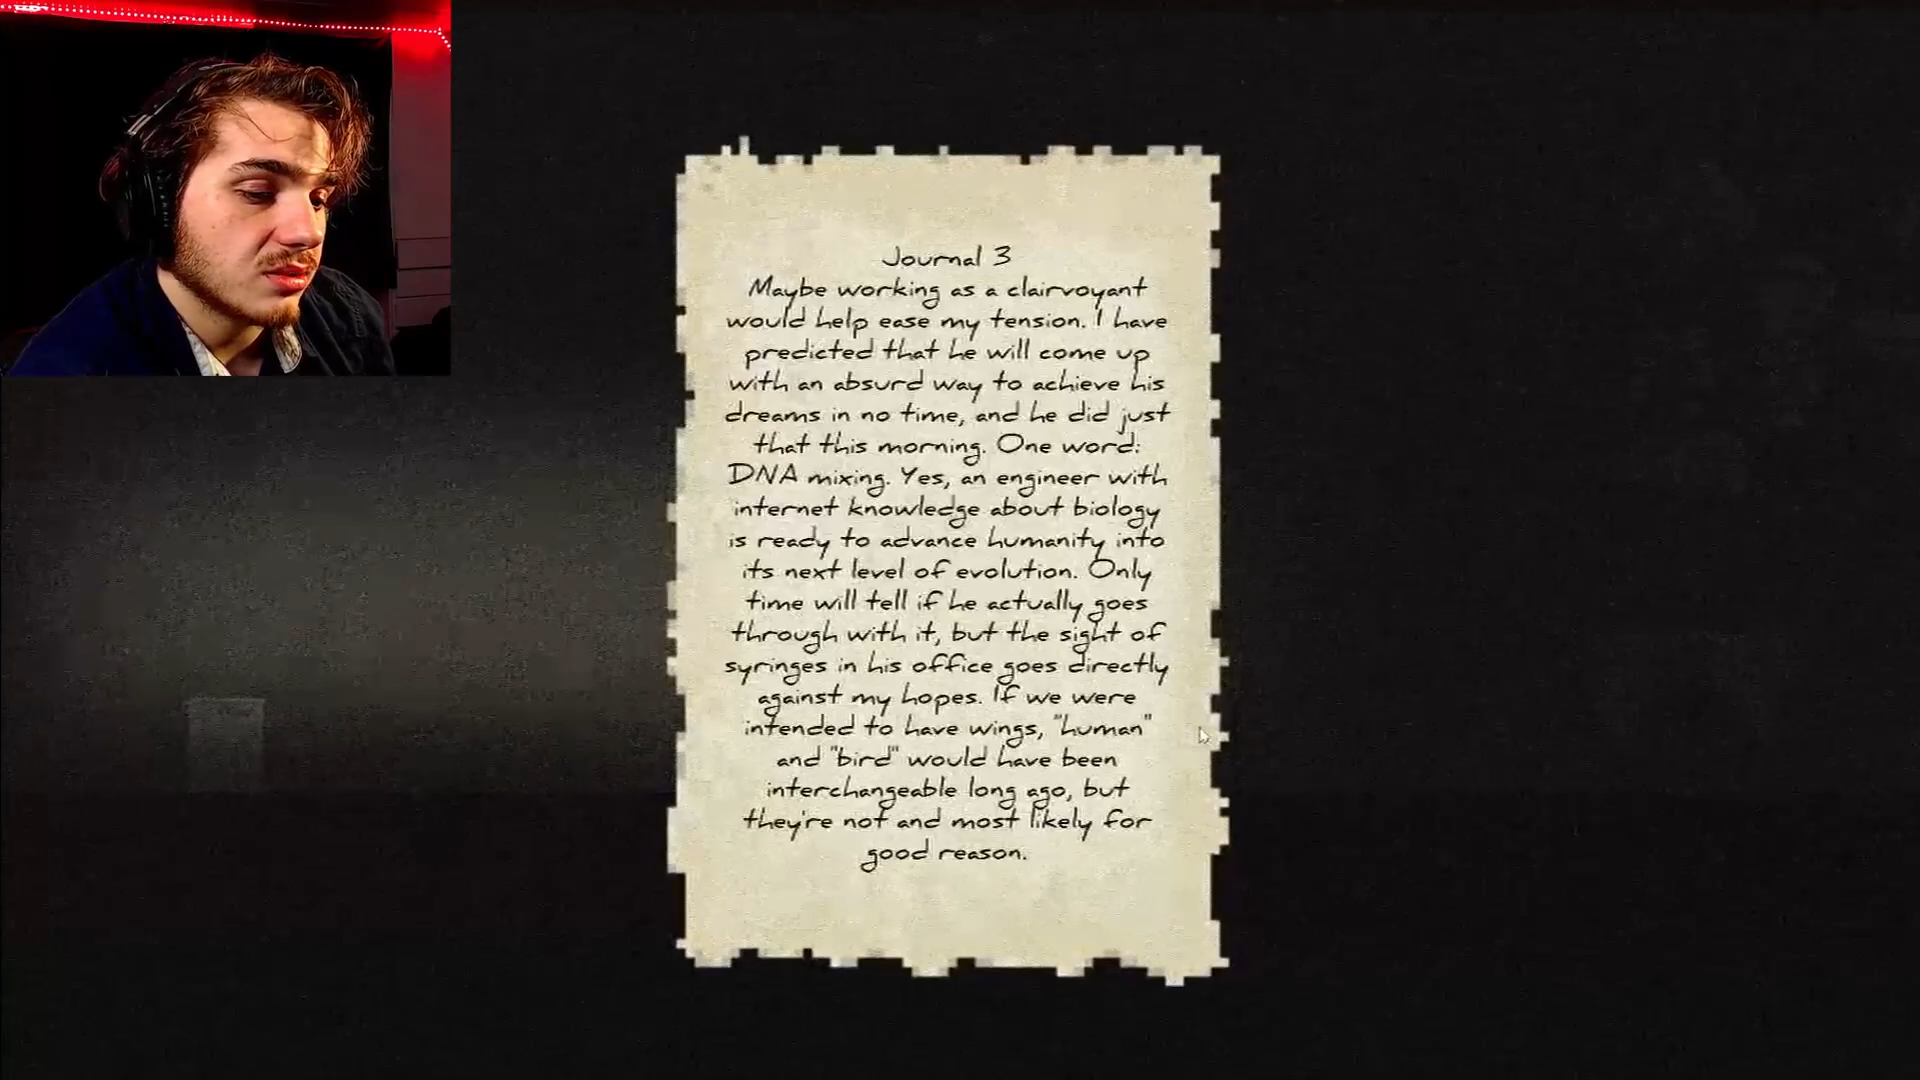 Journal 3
Maybe working as a clairvoyant
would help ease my tension. I have
predicted that he will come up
with an absurd way to achieve his
dreams in no time, and he did just
that this morning. One word:
DNA mixing. Yes, an engineer with
internet knowledge about biology
is ready to advance humanity into
its next level of evolution. Only
time will tell if he actually goes
through with it, but the sight of
syringes in his office goes directly
against my hopes. If we were
intended to have wings, "human"
and "bird" would have been
interchangeable long ago, but
they're not and most likely for
good reason.